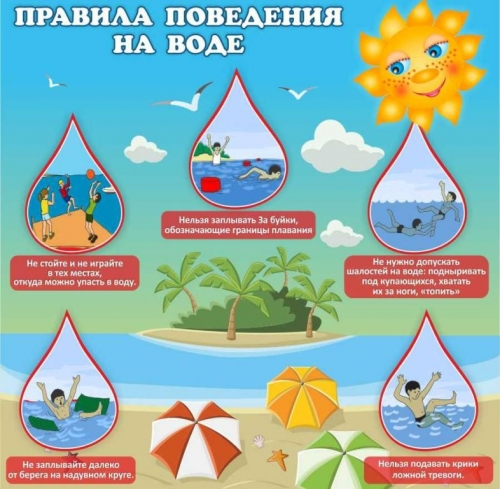 ПРАВИЛА ПОВЕДЕНИЯ
НА ВОДЕ
Нельзя заплывать За буйки,
обозначающие границы плавания
Не стойте и не играйте
в тех местах,
откуда можно упасть в воду.
Не нужно допускать
шалостей на воде: подныривать
под купающихся, хватать
их за ноги, «топить»
Не заплывайте далеко
от берега на надувном круге.
Нельзя подавать крики
ложной тревоги.